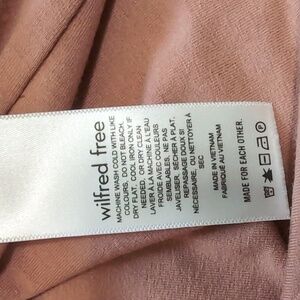 wilfred free
MACHINE WASH COLD WITH LIKE
COLOURS. DO NOT BLEACH.
DRY FLAT. COOL IRON ONLY IF
NEEDED. OR DRY CLEAN
LAVER À LA MACHINE À L'EAU
FROIDE AVEC COULEURS
SEMBLABLES. NE PAS
JAVELISER. SÉCHER À PLAT.
REPASSAGE DOUX SI
NÉCESSAIRE. OU NETTOYER À
SEC
MADE IN VIETNAM
FABRIQUÉ AU VIETNAM
MADE FOR EACH OTHER.